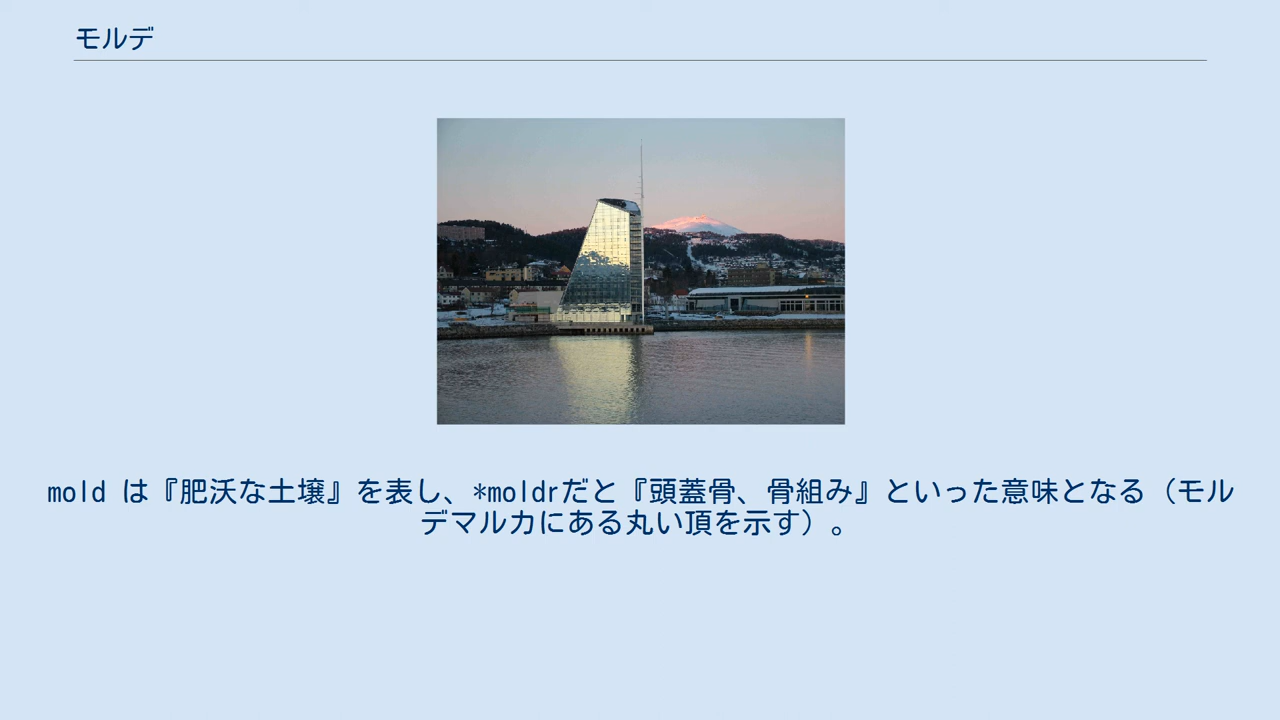 モルデ
mold は『肥沃な土壌』を表し、*moldrだと『頭蓋骨、骨組み』といった意味となる（モル
デマルカにある丸い頂を示す）。